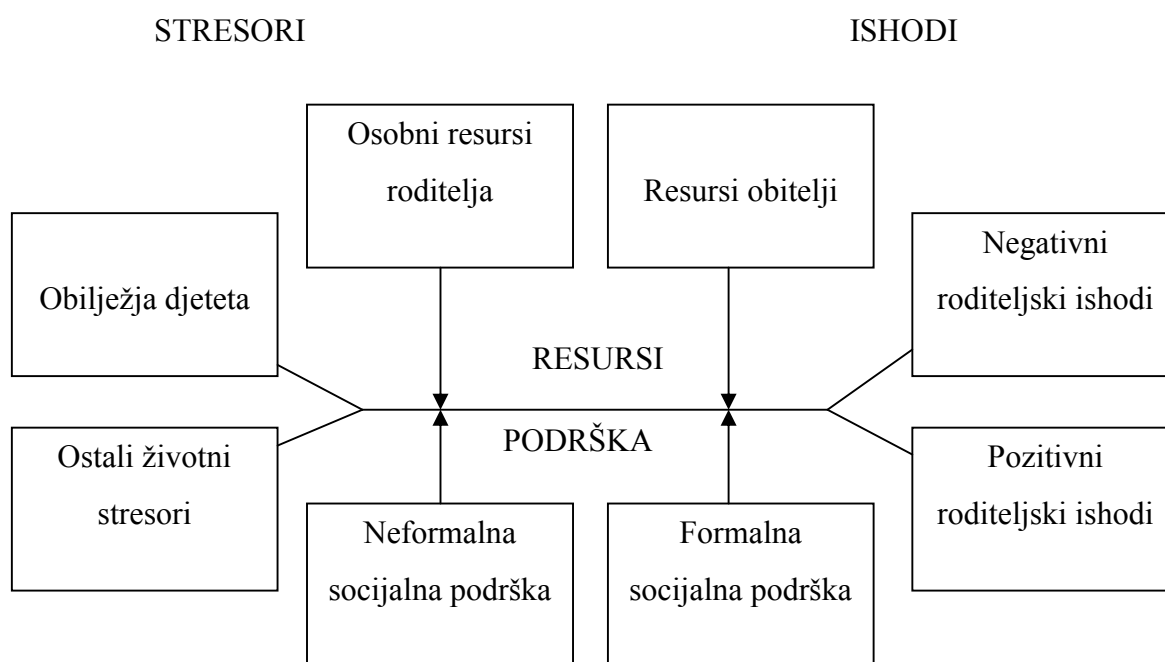 STRESORI
ISHODI
Osobni resursi
roditelja
Resursi obitelji
Obilježja djeteta
Negativni
roditeljski ishodi
RESURSI
PODRŠKA
Ostali životni
stresori
Pozitivni
roditeljski ishodi
Neformalna
socijalna podrška
Formalna
socijalna podrška